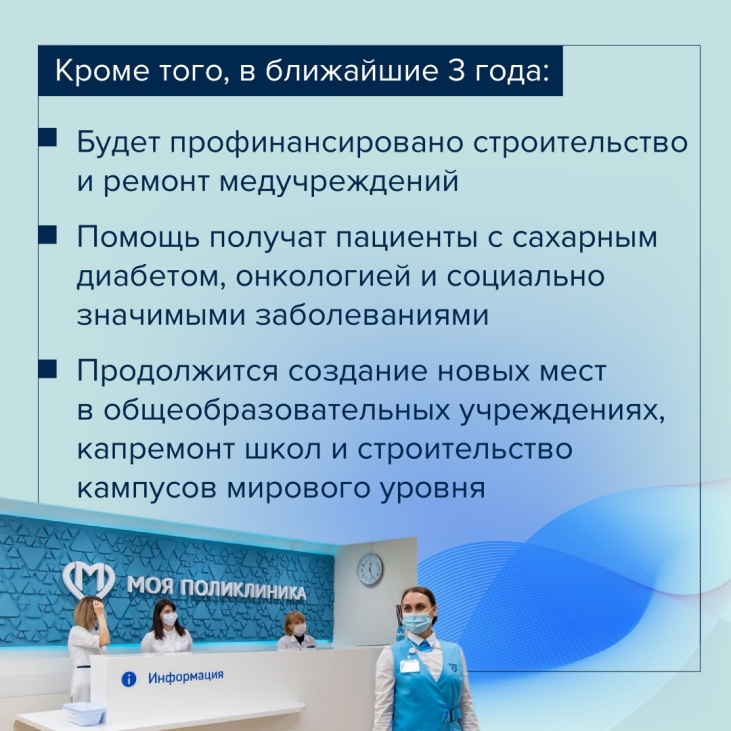 Кроме того, в ближайшие 3 года:
Будет профинансировано строительство
и ремонт медучреждений
Помощь получат пациенты с сахарным
диабетом, онкологией и социально
значимыми заболеваниями
Продолжится создание новых мест
в общеобразовательных учреждениях,
капремонт школ и строительство
кампусов мирового уровня
МОЯ ПОЛИКЛИНИКА
i Информация